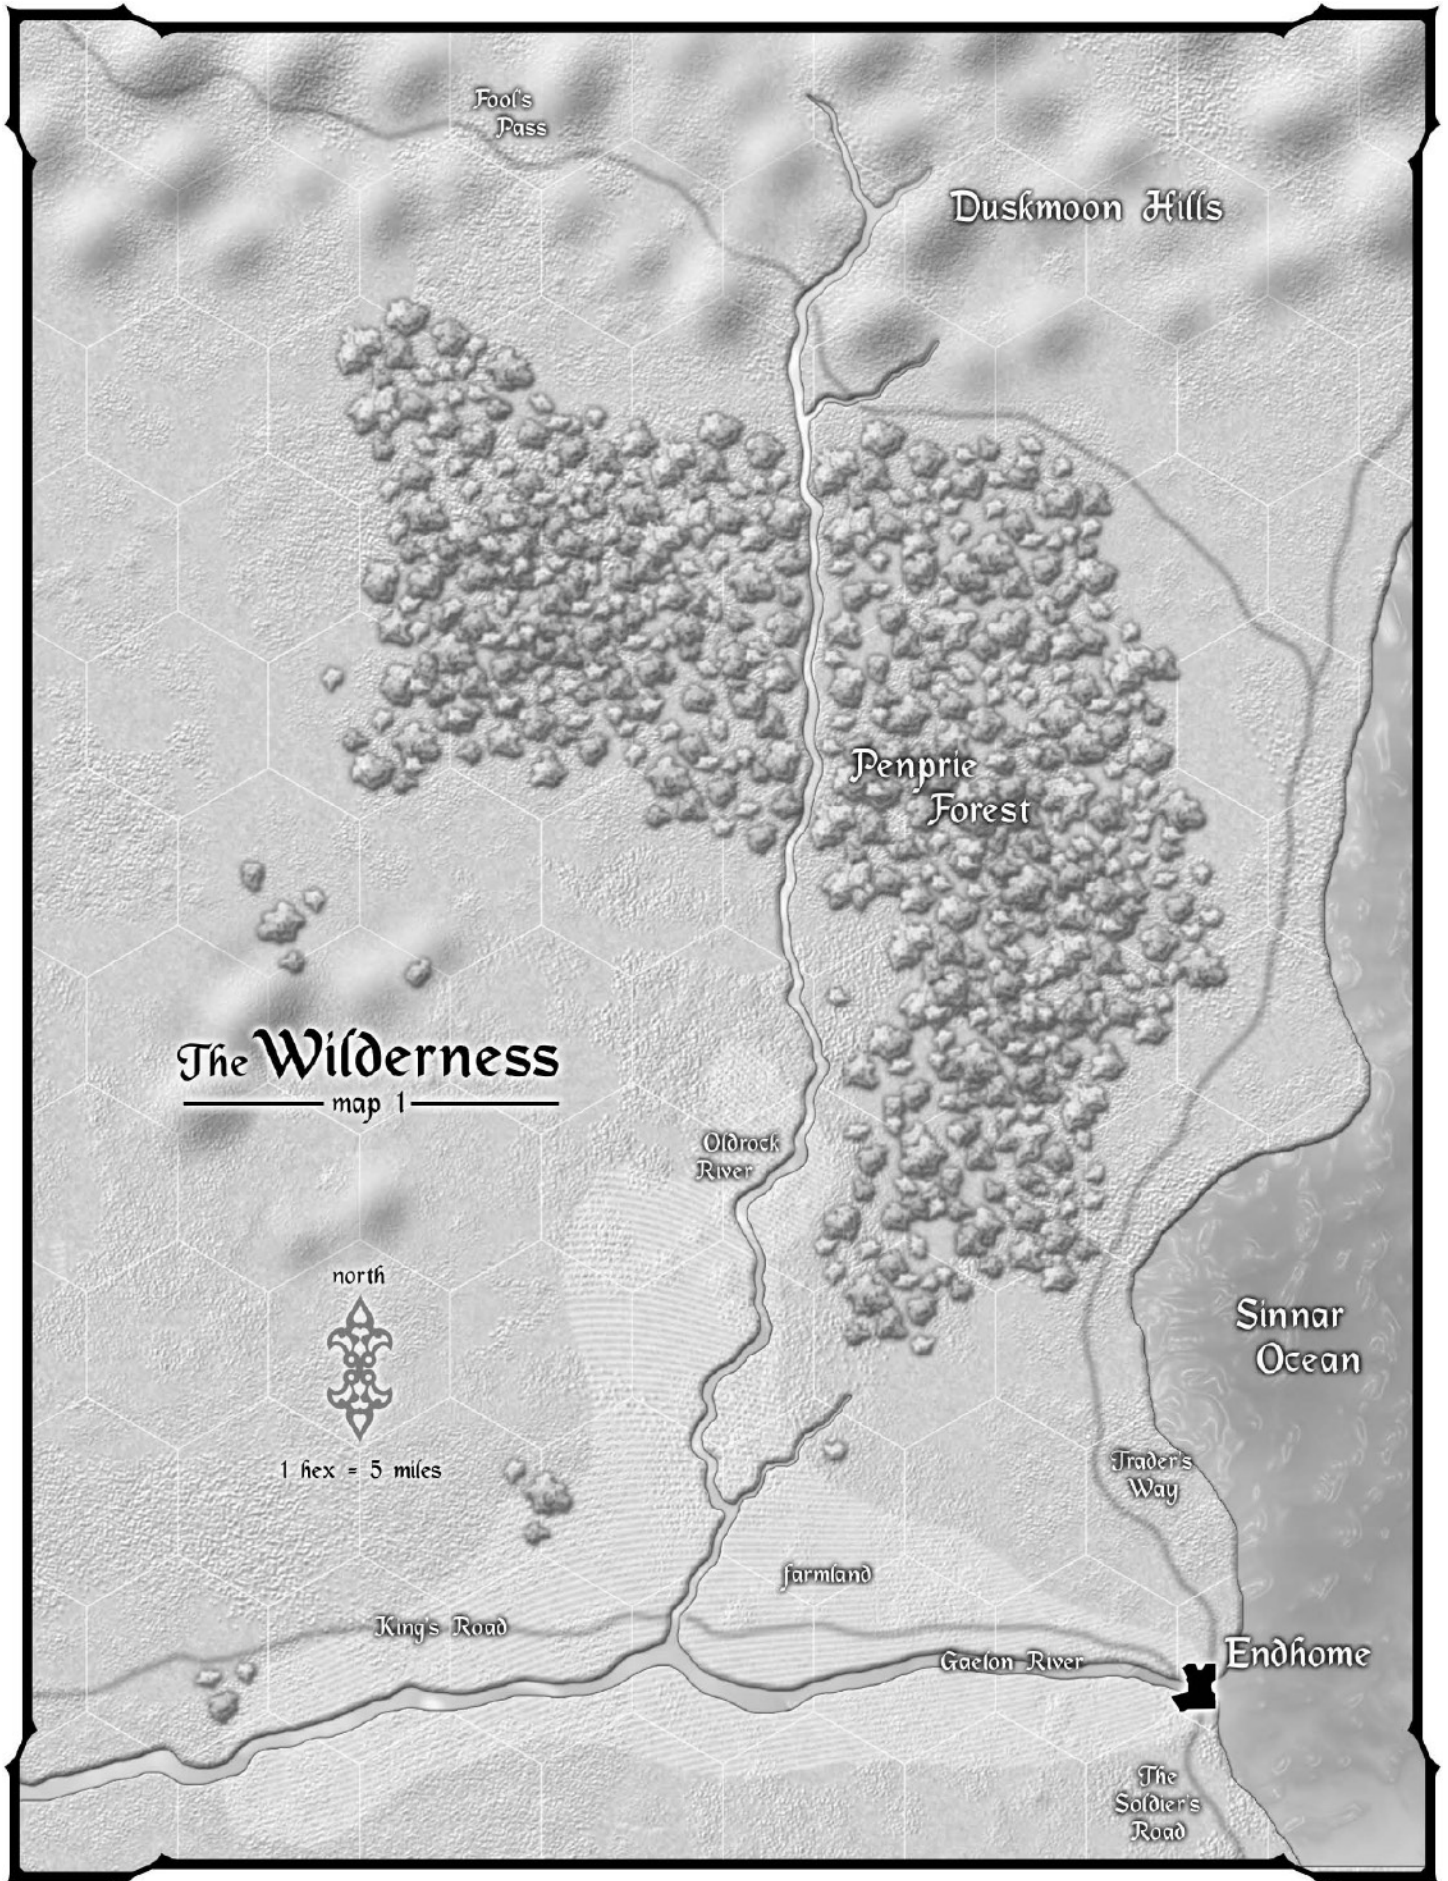 Fool's
Pass
Duskmoon Hills
Penprie
Forest
The Wilderness
map 1
Oldrock
River
north
Sinnar
Ocean
1 hex = 5 miles
Trader's
Way
farmland
King's Road
Gaelon River
Endhome
The
Soldier's
Road